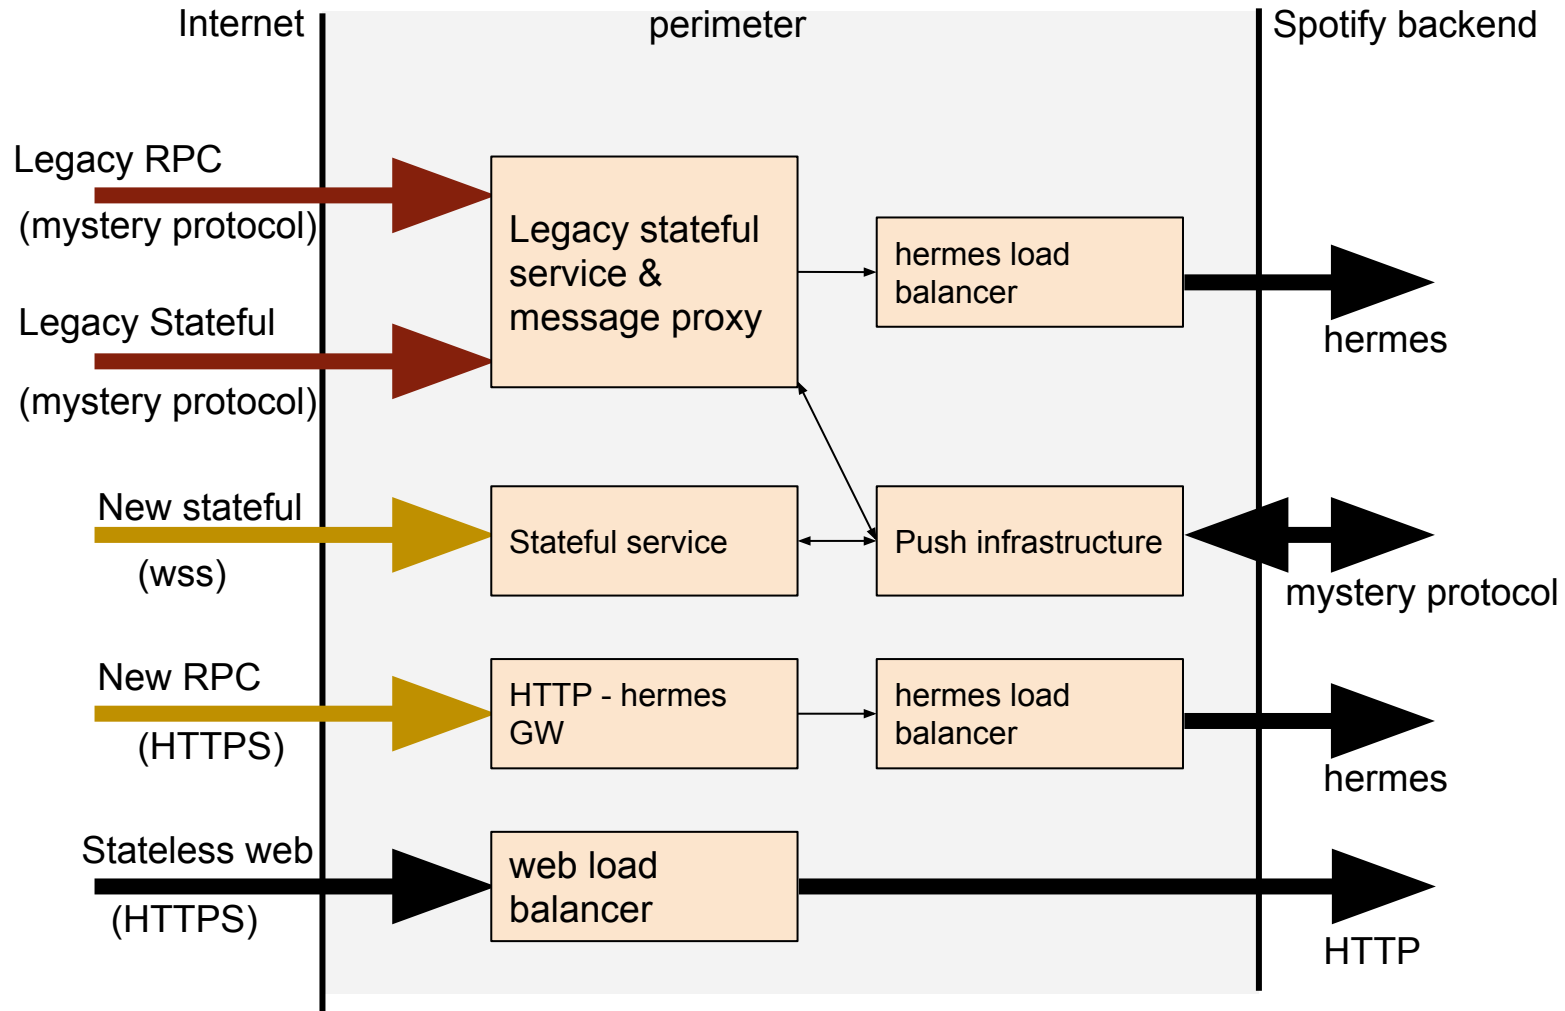 Internet
perimeter
Spotify backend
Legacy RPC
(mystery protocol)
Legacy stateful
service &
message proxy
hermes load
balancer
hermes
Legacy Stateful
(mystery protocol)
New stateful
(wss)
Stateful service
Push infrastructure
mystery protocol
New RPC
(HTTPS)
HTTP - hermes
GW
hermes load
balancer
hermes
Stateless web
(HTTPS)
web load
balancer
HTTP